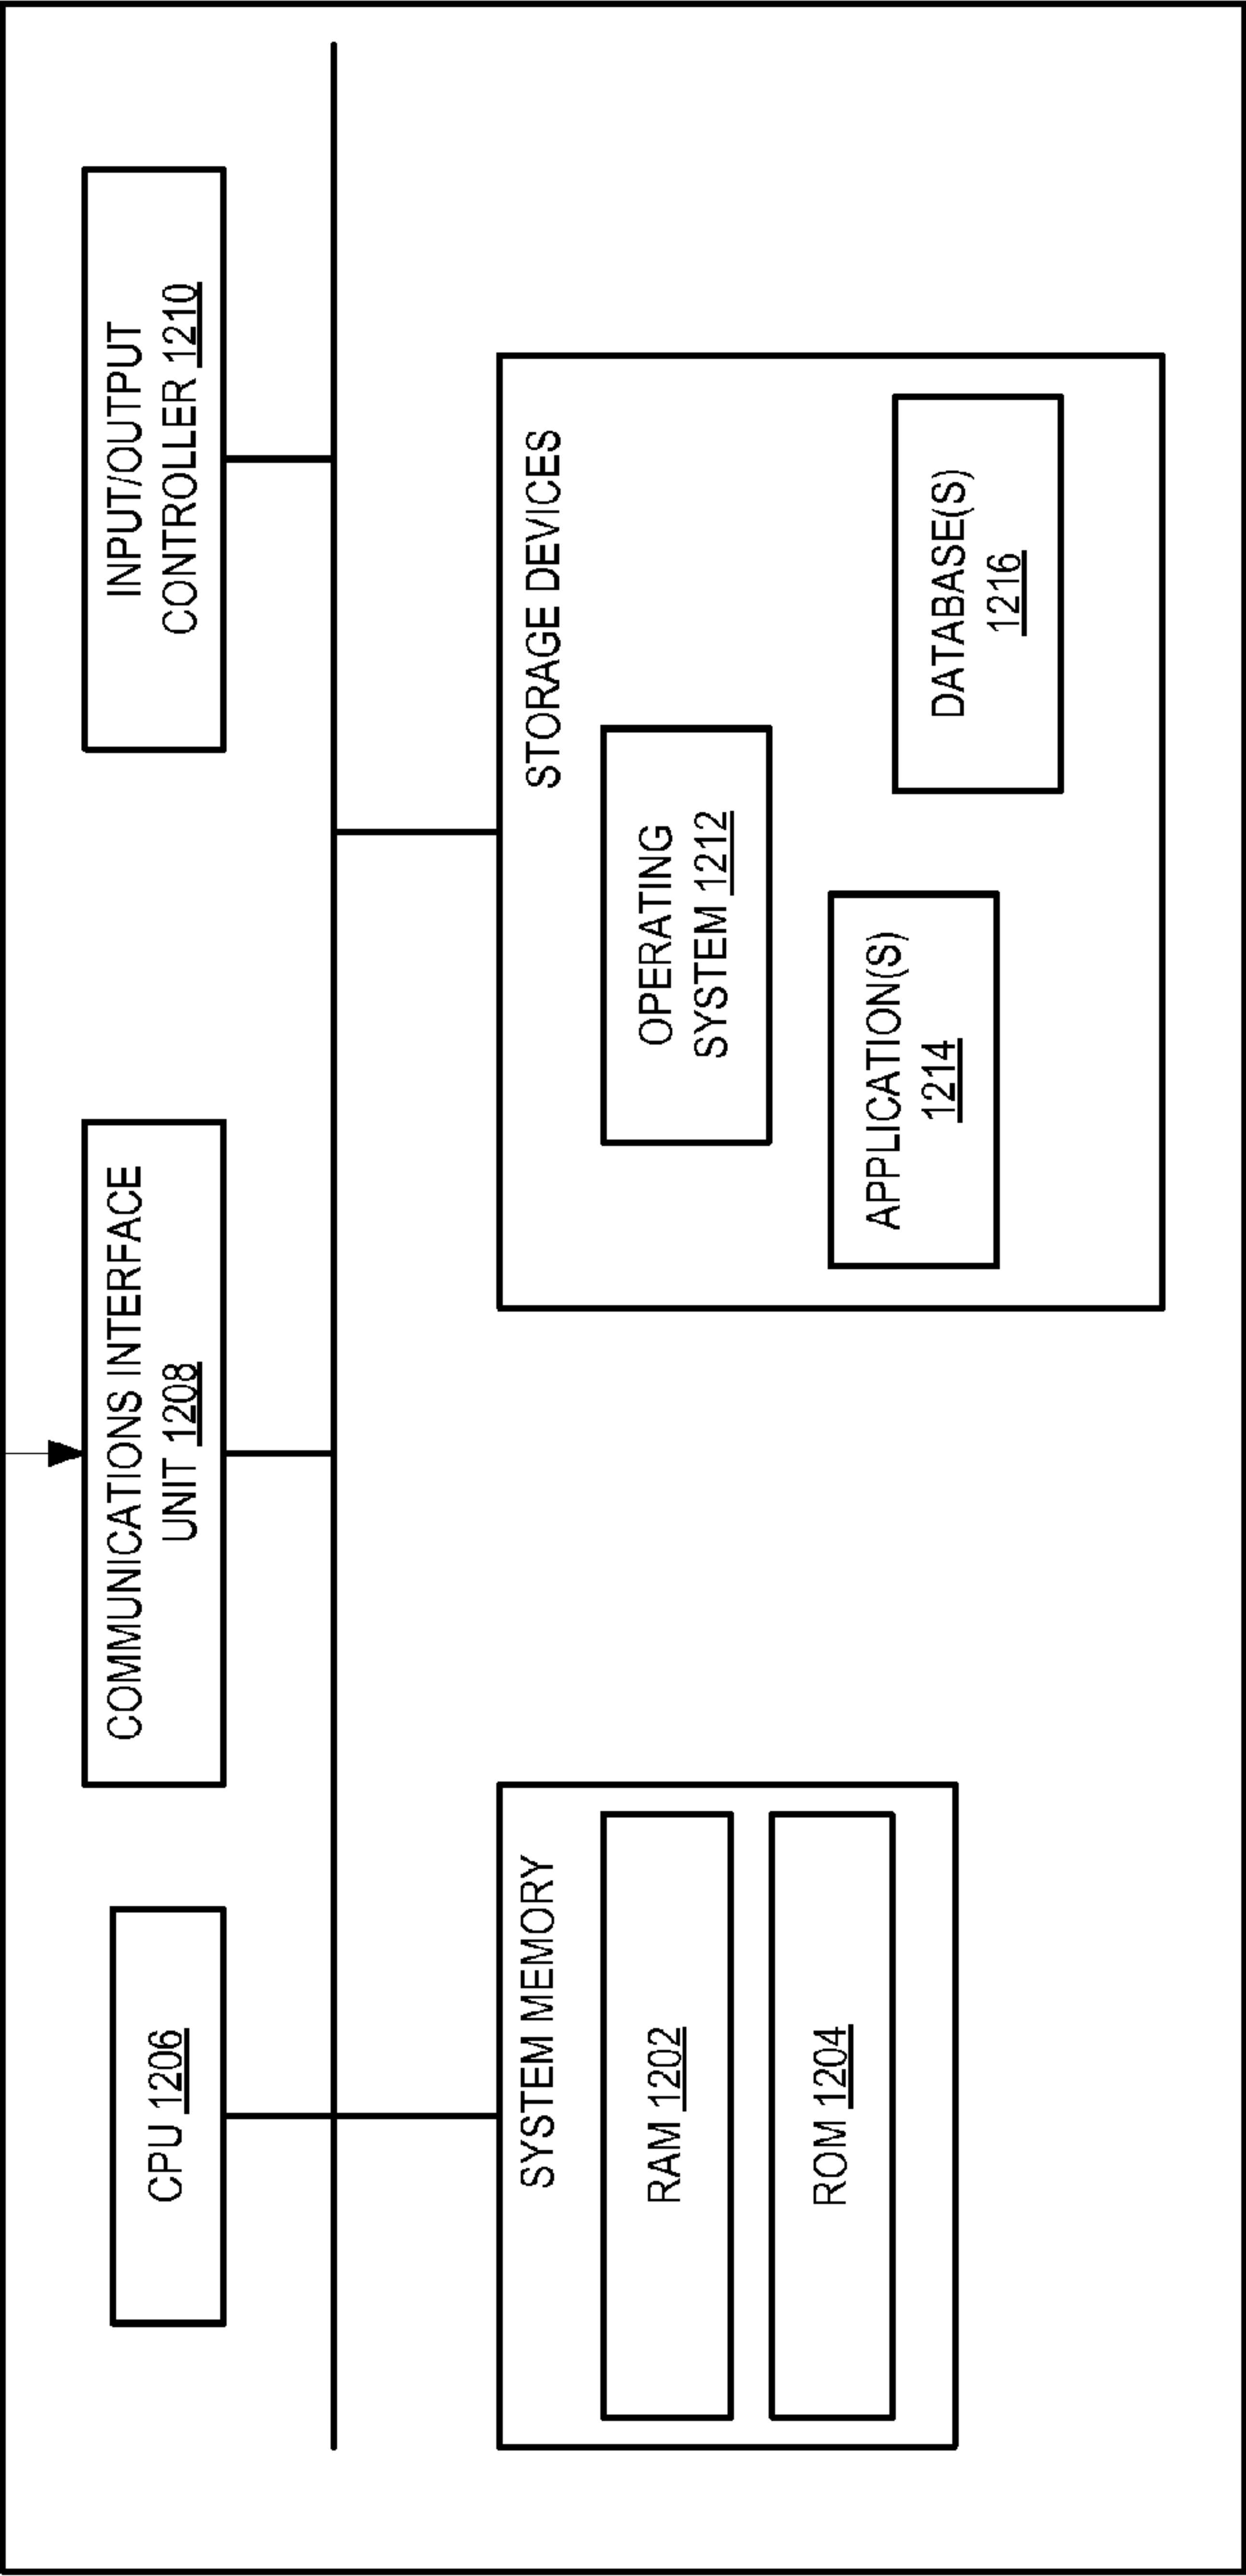 CPU 1206
COMMUNICATIONS INTERFACE
UNIT 1208
INPUT/OUTPUT
CONTROLLER 1210
SYSTEM MEMORY
RAM 1202
ROM 1204
STORAGE DEVICES
OPERATING
SYSTEM 1212
APPLICATION(S)
1214
DATABASE(S)
1216